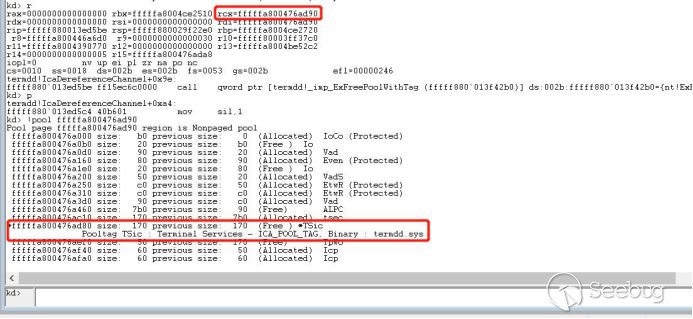 kd> r
rax=0000000000000000 rbx=fffffa8004ce2510 rcx=fffffa800476ad90
rdx=0000000000000000 rsi=0000000000000000 rdi=fffffa800476ad90
rip=fffff880013ed5be rsp=fffff880029f22e0 rbp=fffffa8004ce2720
r8=fffffa800446a6d0 r9=0000000000000030 r10=fffff80003ff37c0
r11=fffffa8004390770 r12=0000000000000000 r13=fffffa8004be52c2
r14=0000000000000005 r15=fffffa800476ada8
iopl=0 nv up ei pl zr na po nc
cs=0010 ss=0018 ds=002b es=002b fs=0053 gs=002b efl=00000246
termdd!IcaDereferenceChannel+0x9e:
fffff880`013ed5be ff15ec6c0000 call qword ptr [termdd!_imp_ExFreePoolWithTag (fffff880`013f42b0)] ds:002b:fffff880`013f42b0={nt!ExF
kd> p
termdd!IcaDereferenceChannel+0xa4:
fffff880`013ed5c4 40b601 mov sil,1
kd> !pool fffffa800476ad90
Pool page fffffa800476ad90 region is Nonpaged pool
fffffa800476a000 size: b0 previous size: 0 (Allocated) IoCo (Protected)
fffffa800476a0b0 size: 20 previous size: b0 (Free ) Io
fffffa800476a0d0 size: 90 previous size: 20 (Allocated) Vad
fffffa800476a160 size: 80 previous size: 90 (Allocated) Even (Protected)
fffffa800476a1e0 size: 20 previous size: 80 (Free ) Io
fffffa800476a200 size: 50 previous size: 20 (Allocated) VadS
fffffa800476a250 size: c0 previous size: 50 (Allocated) EtwR (Protected)
fffffa800476a310 size: c0 previous size: c0 (Allocated) EtwR (Protected)
fffffa800476a3d0 size: 90 previous size: c0 (Allocated) Vad
fffffa800476a460 size: 7b0 previous size: 90 (Free) ALPC
fffffa800476ac10 size: 170 previous size: 7b0 (Allocated) tsec
*fffffa800476ad80 size: 170 previous size: 170 (Free ) *TSic
Pooltag TSic : Terminal Services - ICA_POOL_TAG, Binary : termdd.sys
fffffa800476aef0 size: 50 previous size: 170 (Free) IpWo
fffffa800476af40 size: 60 previous size: 50 (Allocated) Icp
fffffa800476afa0 size: 60 previous size: 60 (Allocated) Icp
kd>
Seebug